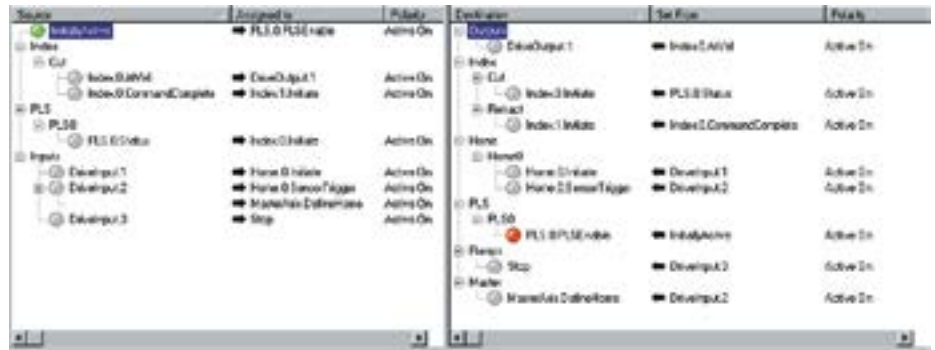 Source Assigned to Polarity
InitiallyActive PLS.0.PLSEnable Active On
Index
Cut
Index.0.AtVel DriveOutput.1 Active On
Index.0.CommandComplete Index.1.Initiate Active On
PLS
PLS0
PLS.0.Status Index.0.Initiate Active On
Inputs
DriveInput.1 Home.0.Initiate Active On
DriveInput.2 Home.0.SensorTrigger Active On
MasterAxis.DefineHome Active On
DriveInput.3 Stop Active On
Destination Set From Polarity
Outputs
DriveOutput.1 Index.0.AtVel Active On
Index
Cut
Index.0.Initiate PLS.0.Status Active On
Retract
Index.1.Initiate Index.0.CommandComplete Active On
Home
Home0
Home.0.Initiate DriveInput.1 Active On
Home.0.SensorTrigger DriveInput.2 Active On
PLS
PLS0
PLS.0.PLSEnable InitiallyActive Active On
Ramps
Stop DriveInput.3 Active On
Master
MasterAxis.DefineHome DriveInput.2 Active On